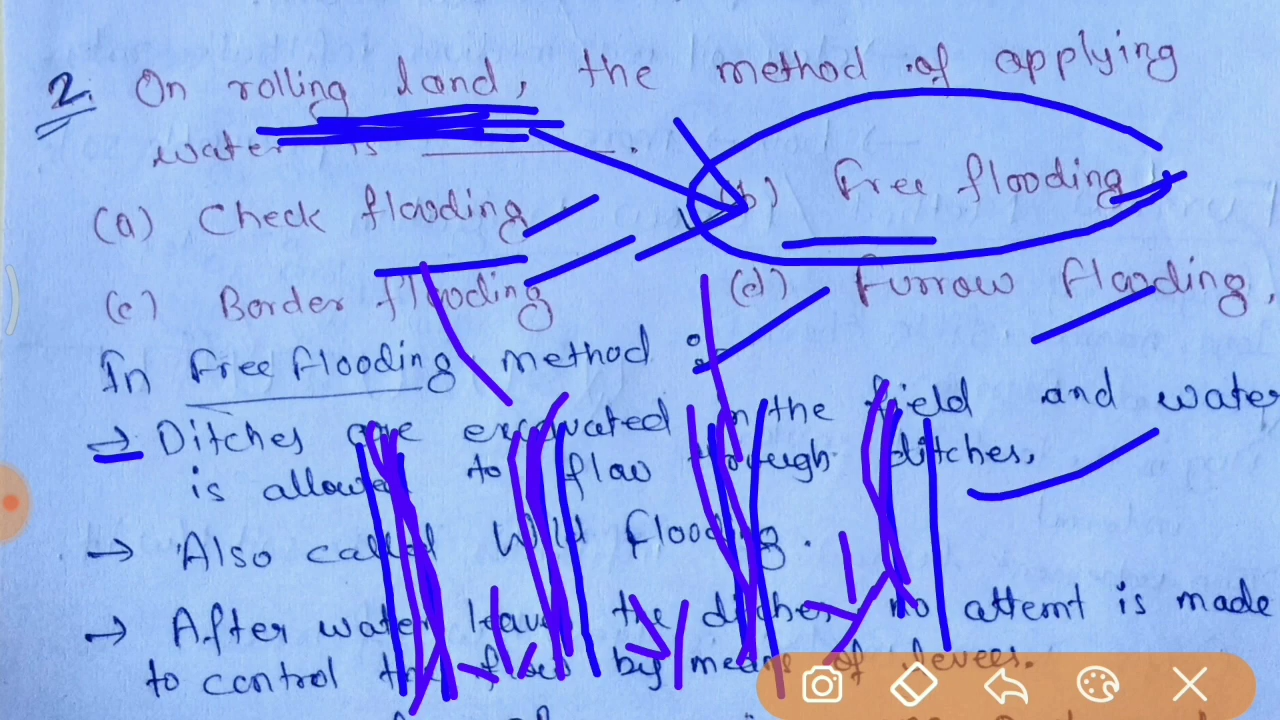 2. On rolling land, the method of applying
water is ________.
(a) Check flooding (b) Free flooding
(c) Border flooding (d) Furrow flooding,
In free flooding method :-
→ Ditches are excavated in the field and water
is allowed to flow through ditches.
→ Also called Wild flooding.
→ After water leaves the ditches no attemt is made
to control the flow by means of levees.